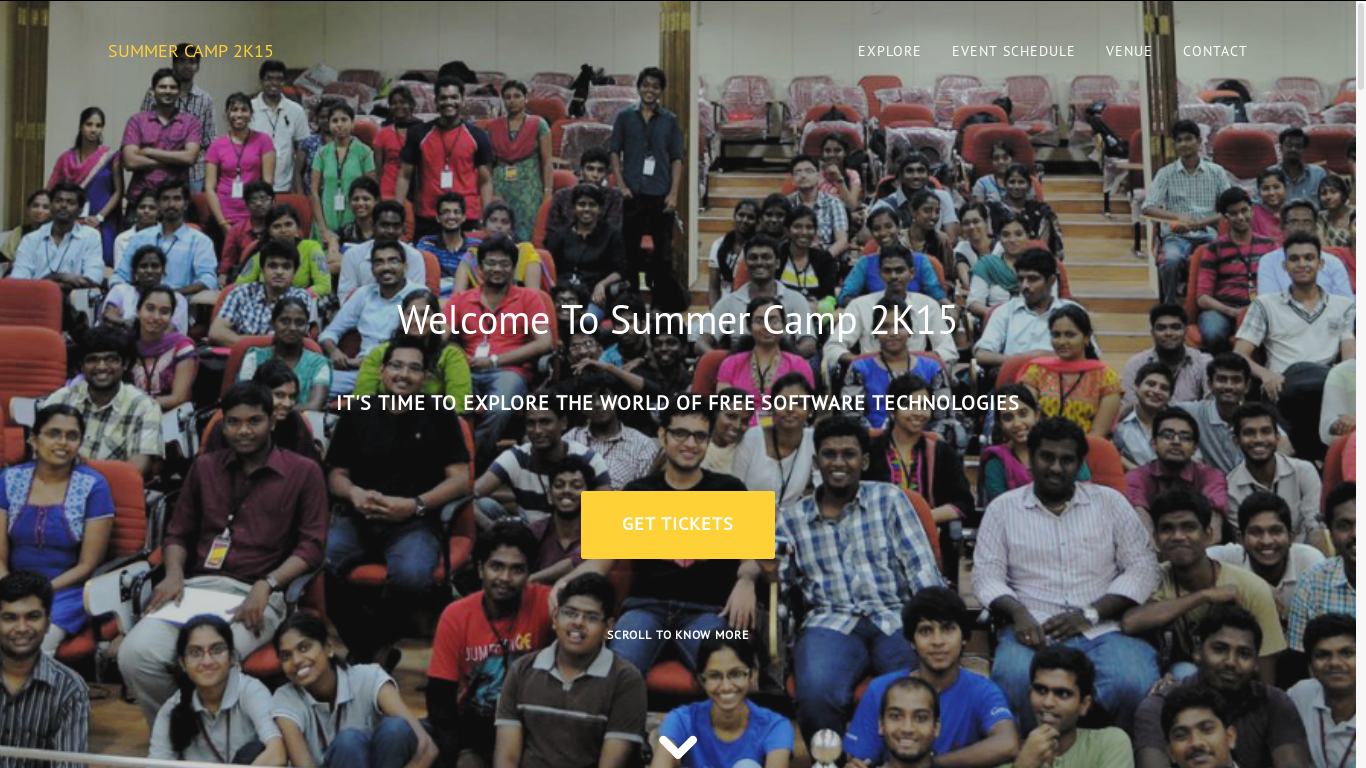 SUMMER CAMP 2K15
EXPLORE EVENT SCHEDULE VENUE CONTACT
Welcome To Summer Camp 2K15
IT'S TIME TO EXPLORE THE WORLD OF FREE SOFTWARE TECHNOLOGIES
GET TICKETS
SCROLL TO KNOW MORE